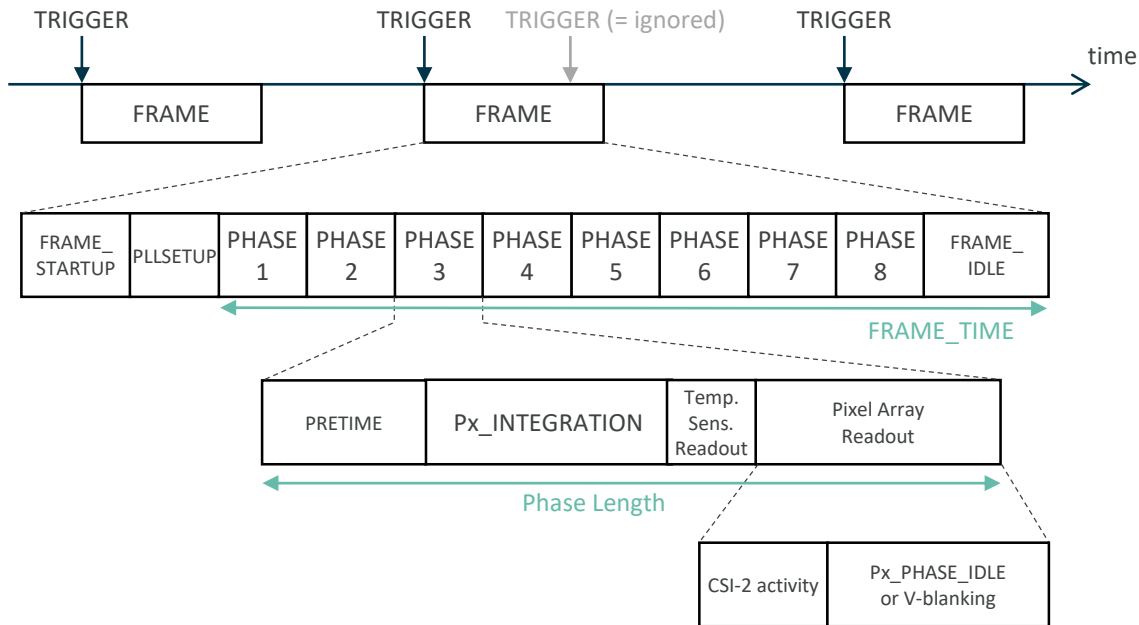 TRIGGER
TRIGGER
TRIGGER (= ignored)
TRIGGER
time
FRAME
FRAME
FRAME
FRAME_
STARTUP
PLLSETUP
PHASE
1
PHASE
2
PHASE
3
PHASE
4
PHASE
5
PHASE
6
PHASE
7
PHASE
8
FRAME_
IDLE
FRAME_TIME
PRETIME
Px_INTEGRATION
Temp.
Sens.
Readout
Pixel Array
Readout
Phase Length
CSI-2 activity
Px_PHASE_IDLE
or V-blanking